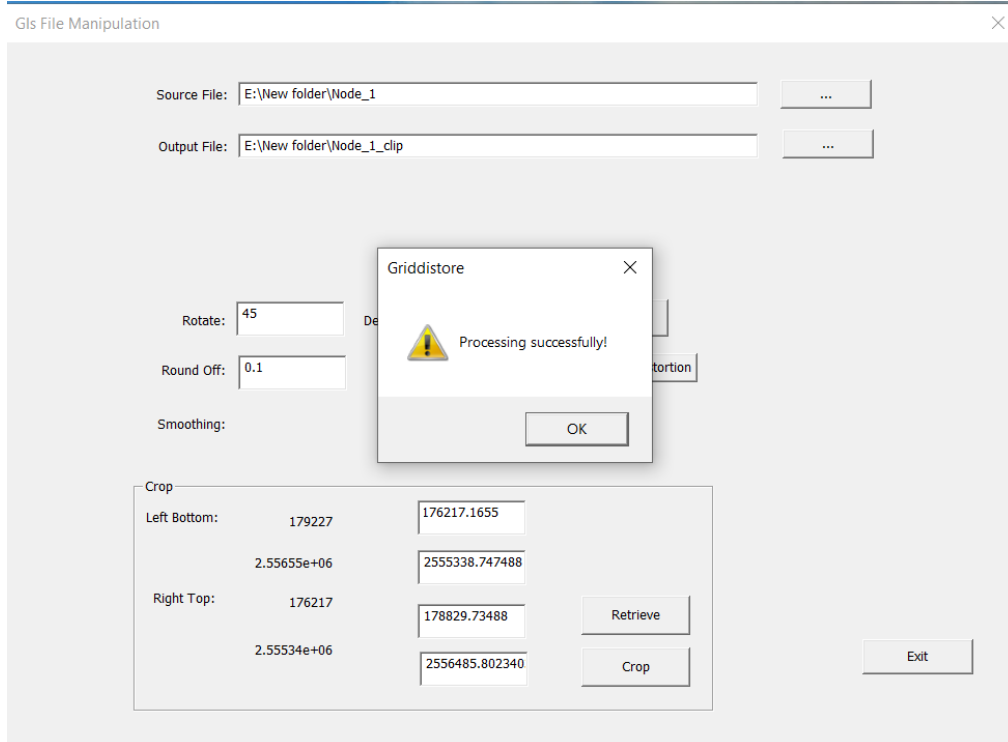 GIs File Manipulation
Source File: E:\New folder\Node_1 ...
Output File: E:\New folder\Node_1_clip ...
Griddistore
Processing successfully!
OK
Rotate: 45 De
Round Off: 0.1 tortion
Smoothing:
Crop
Left Bottom: 179227 176217.1655
2.55655e+06 2555338.747488
Right Top: 176217 178829.73488
2.55534e+06 2556485.802340
Retrieve
Crop
Exit